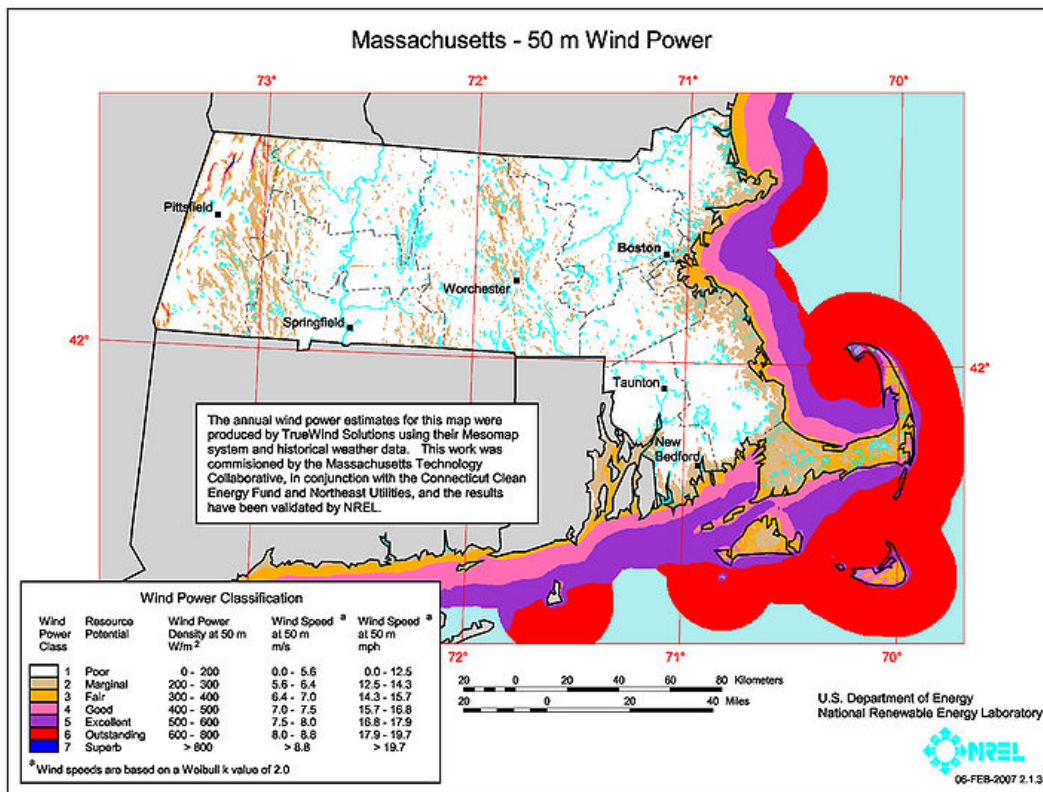 Massachusetts - 50 m Wind Power
73° 72° 71° 70°
Pittsfield
Boston
Worchester
Springfield
42° 42°
Taunton
New
Bedford
The annual wind power estimates for this map were
produced by TrueWind Solutions using their Mesomap
system and historical weather data. This work was
commisioned by the Massachusetts Technology
Collaborative, in conjunction with the Connecticut Clean
Energy Fund and Northeast Utilities, and the results
have been validated by NREL.
Wind Power Classification
Wind Power Class Resource Potential Wind Power Density at 50 m W/m² Wind Speed ᵃ at 50 m m/s Wind Speed ᵃ at 50 m mph
1 Poor 0 - 200 0.0 - 5.6 0.0 - 12.5
2 Marginal 200 - 300 5.6 - 6.4 12.5 - 14.3
3 Fair 300 - 400 6.4 - 7.0 14.3 - 15.7
4 Good 400 - 500 7.0 - 7.5 15.7 - 16.8
5 Excellent 500 - 600 7.5 - 8.0 16.8 - 17.9
6 Outstanding 600 - 800 8.0 - 8.8 17.9 - 19.7
7 Superb > 800 > 8.8 > 19.7
ᵃ Wind speeds are based on a Weibull k value of 2.0
72° 71° 70°
20 0 20 40 60 80 Kilometers
20 0 20 40 Miles
U.S. Department of Energy
National Renewable Energy Laboratory
NREL
06-FEB-2007 2.1.3